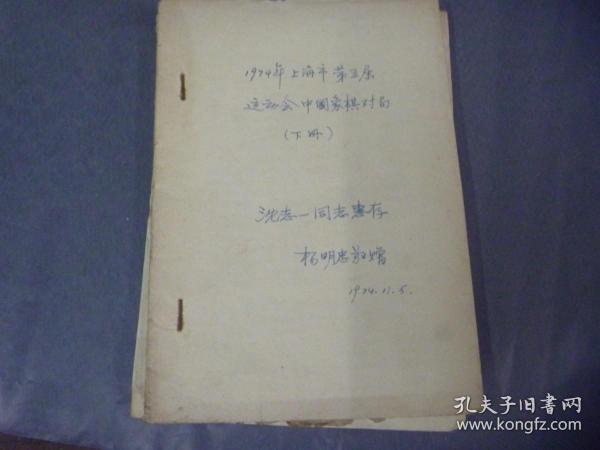 1974年上海市第五届
运动会中国象棋对局
(下册)
沈志一同志惠存
杨明忠敬赠
1974.11.5.
孔夫子旧书网
www.kongfz.com